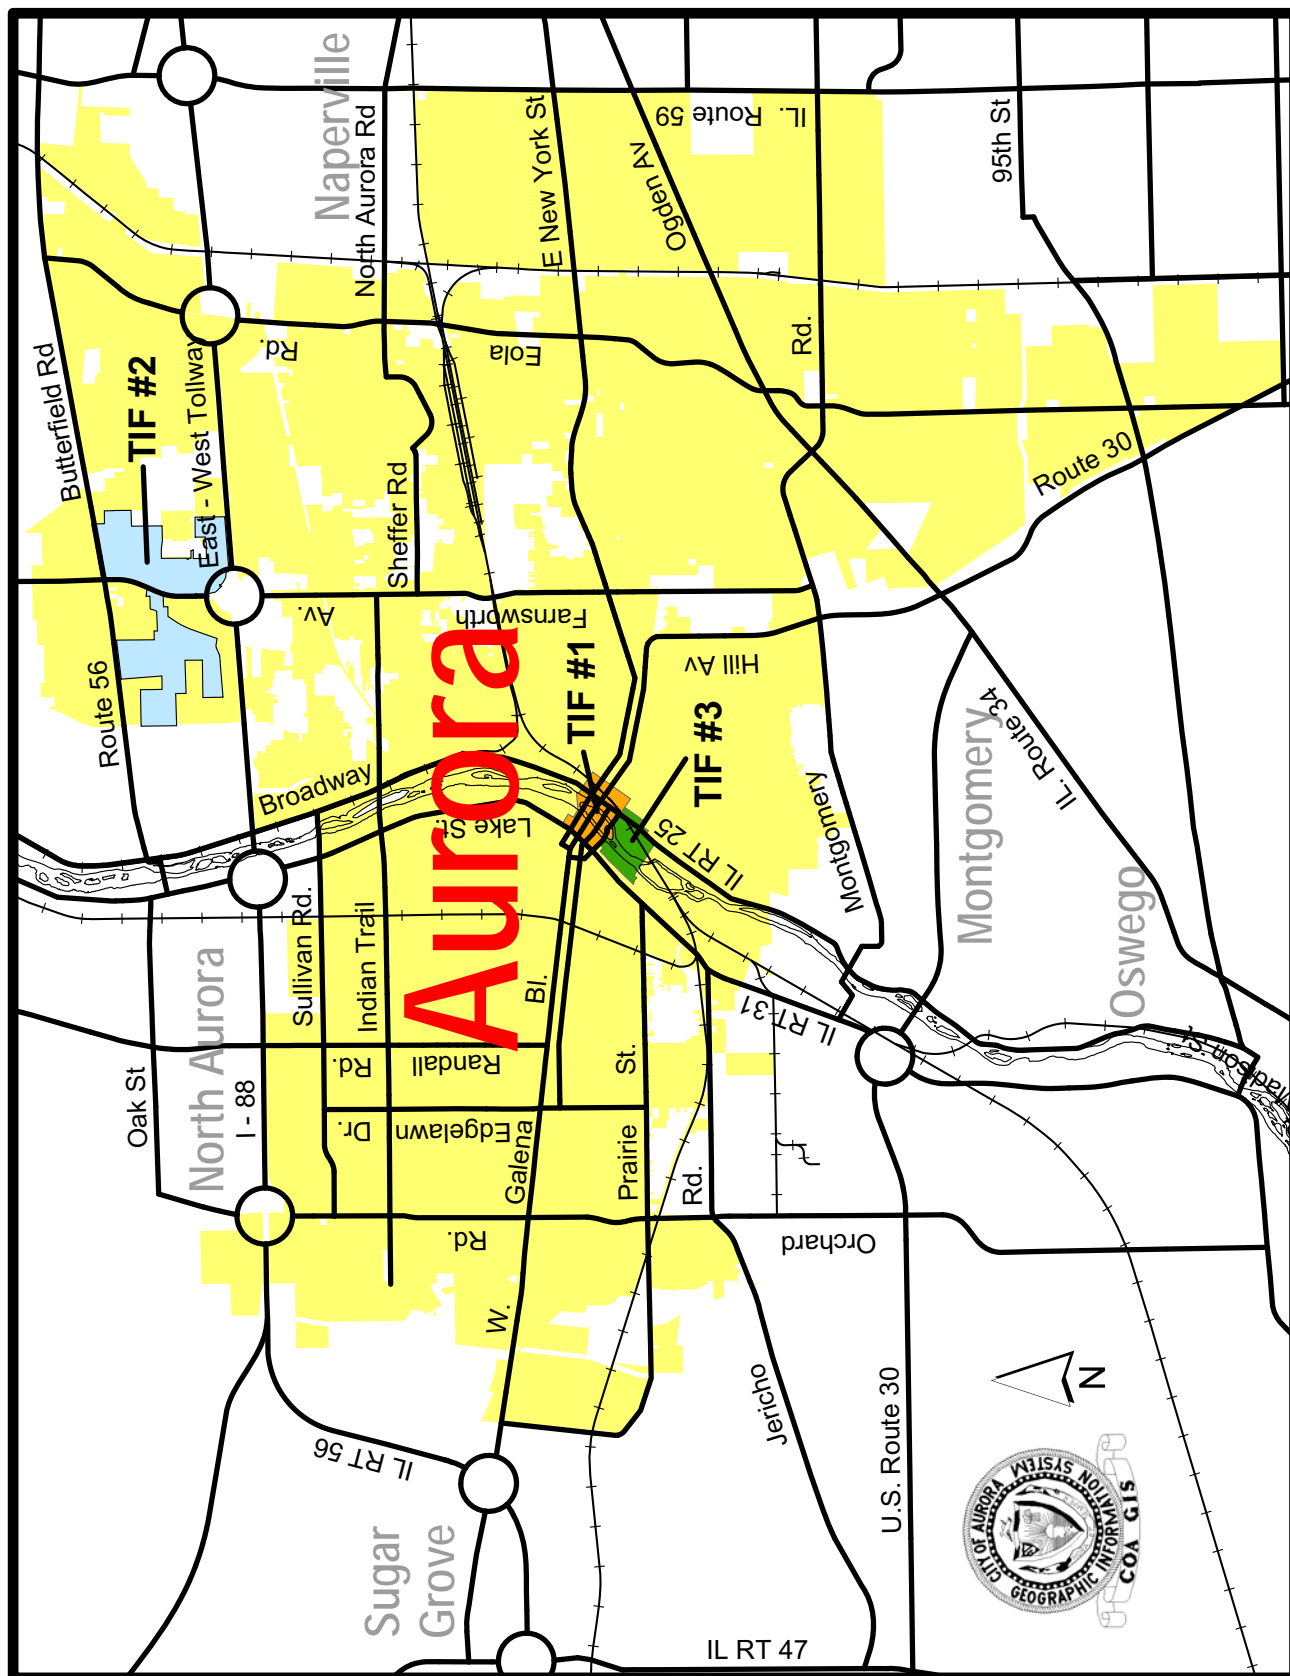 Naperville
IL. Route 59
95th St
E New York St
Ogden Av
North Aurora Rd
Butterfield Rd
TIF #2
East - West Tollway
Eola
Rd.
Rd.
Route 30
Sheffer Rd
Farnsworth
Av.
Route 56
TIF #1
Hill Av
TIF #3
Aurora
Broadway
Lake St.
IL RT 25
Montgomery
Montgomery
IL. Route 34
Oswego
Sullivan Rd.
Indian Trail
North Aurora
Oak St
I - 88
Randall
Rd.
Edgelawn
Dr.
Galena
Bl.
W.
Prairie
St.
IL RT 31
Madison St.
Orchard
Rd.
Jericho
Rd.
U.S. Route 30
IL RT 56
Sugar
Grove
IL RT 47
N
CITY OF AURORA
GEOGRAPHIC INFORMATION SYSTEM
COA GIS